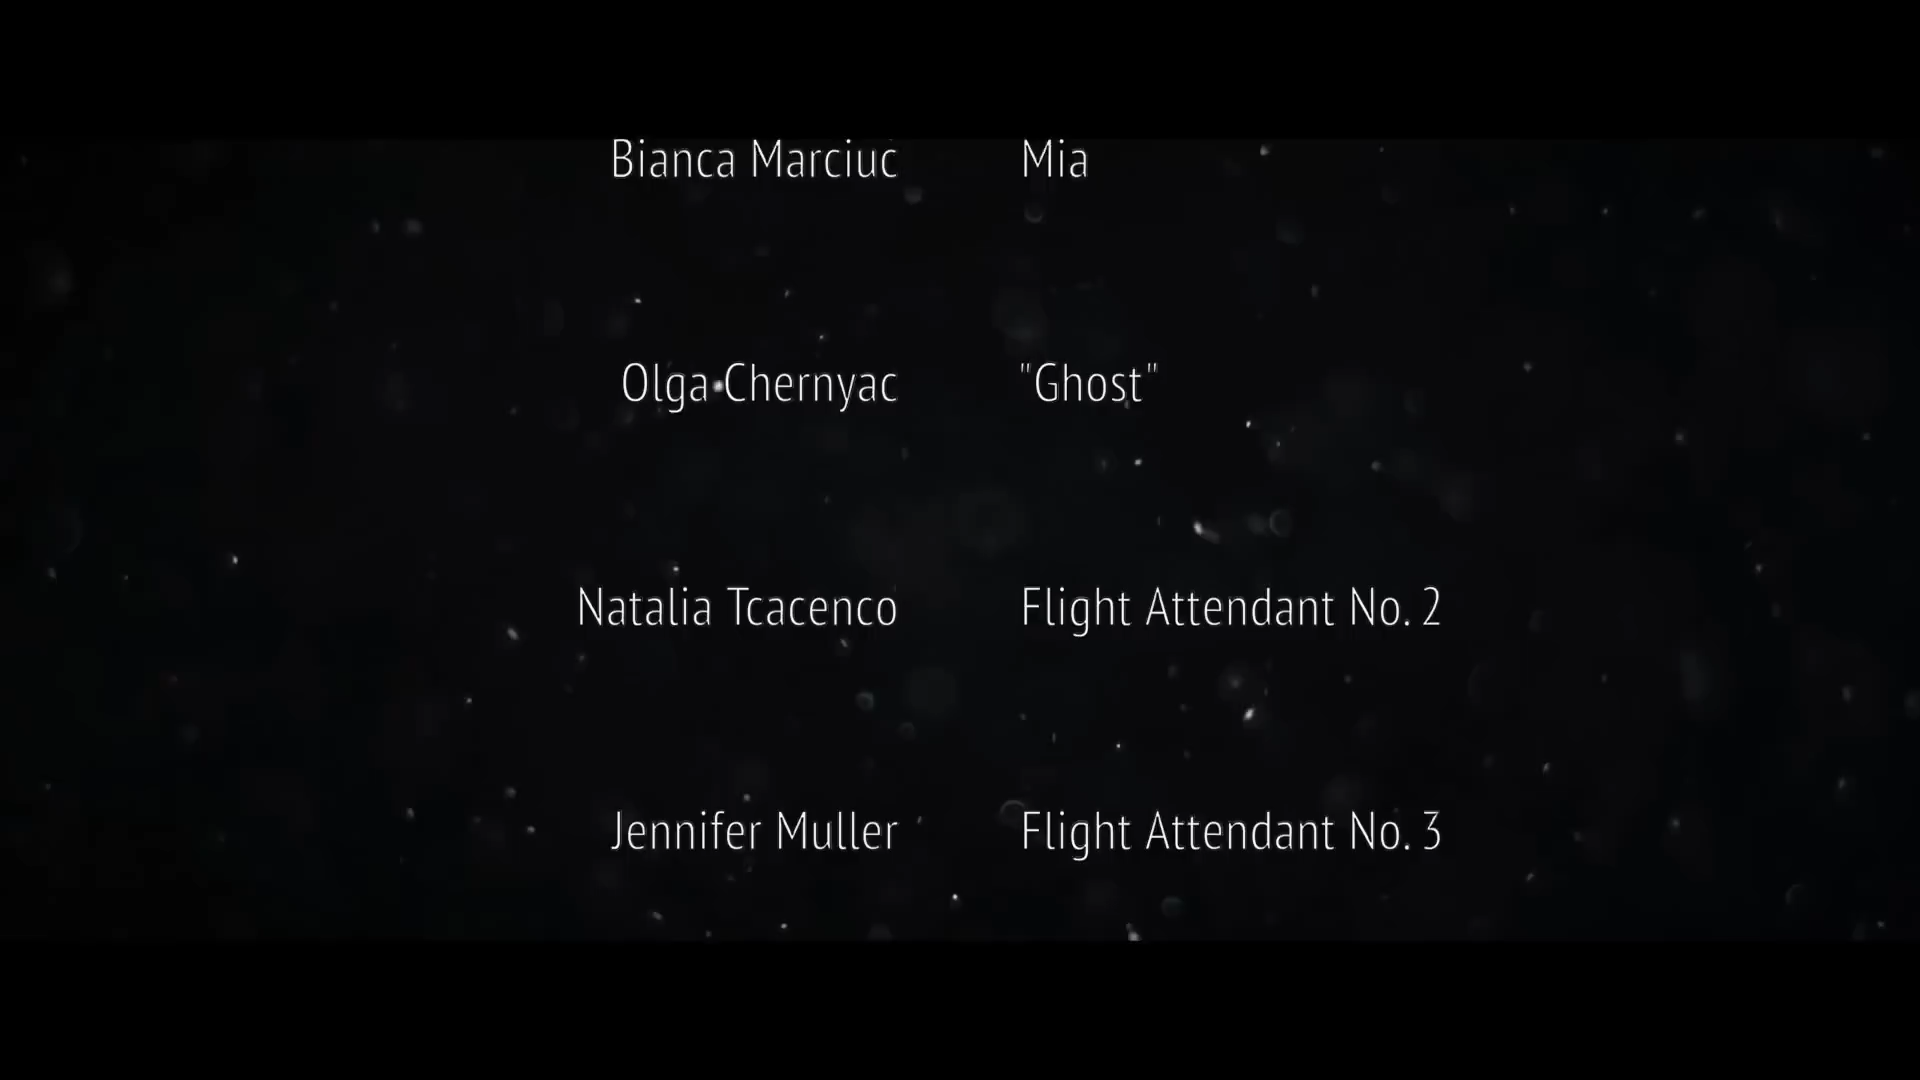 Bianca Marciuc Mia
Olga Chernyac "Ghost"
Natalia Tcacenco Flight Attendant No. 2
Jennifer Muller Flight Attendant No. 3